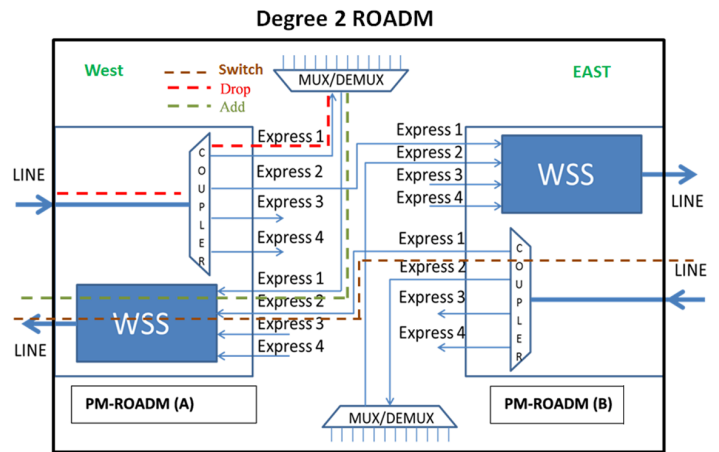 Degree 2 ROADM
West
Switch
Drop
Add
MUX/DEMUX
EAST
LINE
COUPLER
Express 1
Express 2
Express 3
Express 4
Express 1
Express 2
Express 3
Express 4
WSS
LINE
PM-ROADM (A)
Express 1
Express 2
Express 3
Express 4
WSS
LINE
Express 1
Express 2
Express 3
Express 4
COUPLER
LINE
MUX/DEMUX
PM-ROADM (B)